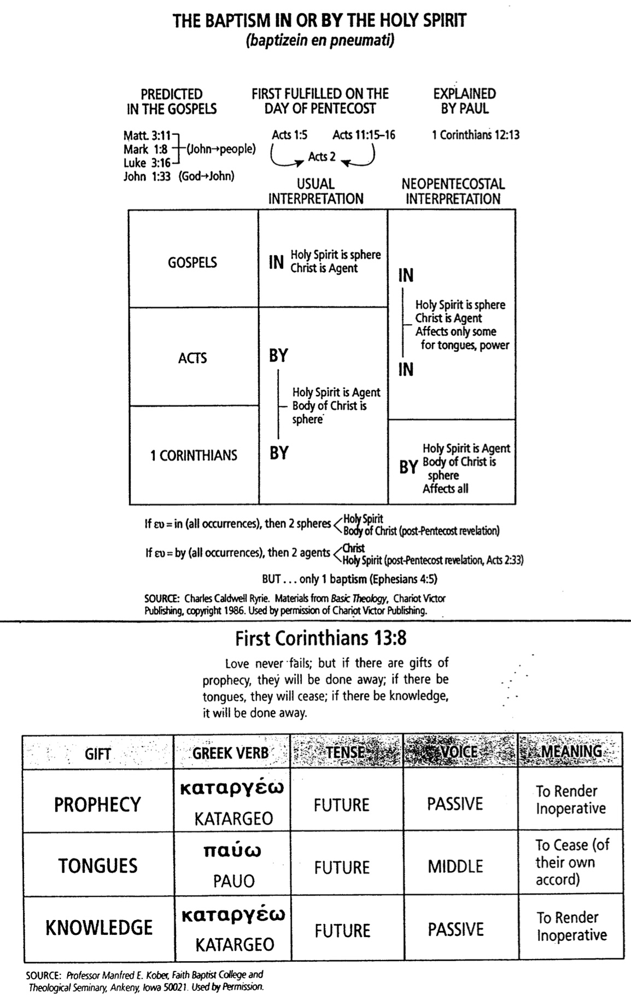 THE BAPTISM IN OR BY THE HOLY SPIRIT
(baptizein en pneumati)
PREDICTED
IN THE GOSPELS
Matt. 3:11
Mark 1:8 (John→people)
Luke 3:16
John 1:33 (God→John)
FIRST FULFILLED ON THE
DAY OF PENTECOST
Acts 1:5 Acts 11:15–16
Acts 2
EXPLAINED
BY PAUL
1 Corinthians 12:13
USUAL
INTERPRETATION
NEOPENTECOSTAL
INTERPRETATION
GOSPELS
IN
Holy Spirit is sphere
Christ is Agent
ACTS
1 CORINTHIANS
BY
Holy Spirit is Agent
Body of Christ is
sphere
BY
IN
Holy Spirit is sphere
Christ is Agent
Affects only some
for tongues, power
IN
BY
Holy Spirit is Agent
Body of Christ is
sphere
Affects all
If ευ = in (all occurrences), then 2 spheres
Holy Spirit
Body of Christ (post-Pentecost revelation)
If ευ = by (all occurrences), then 2 agents
Christ
Holy Spirit (post-Pentecost revelation, Acts 2:33)
BUT . . . only 1 baptism (Ephesians 4:5)
SOURCE: Charles Caldwell Ryrie. Materials from Basic Theology, Chariot Victor
Publishing, copyright 1986. Used by permission of Chariot Victor Publishing.
First Corinthians 13:8
Love never fails; but if there are gifts of
prophecy, they will be done away; if there be
tongues, they will cease; if there be knowledge,
it will be done away.
GIFT GREEK VERB TENSE VOICE MEANING
PROPHECY
καταργέω
KATARGEO
FUTURE
PASSIVE
To Render
Inoperative
TONGUES
παύω
PAUO
FUTURE
MIDDLE
To Cease (of
their own
accord)
KNOWLEDGE
καταργέω
KATARGEO
FUTURE
PASSIVE
To Render
Inoperative
SOURCE: Professor Manfred E. Kober, Faith Baptist College and
Theological Seminary, Ankeny, Iowa 50021. Used by Permission.